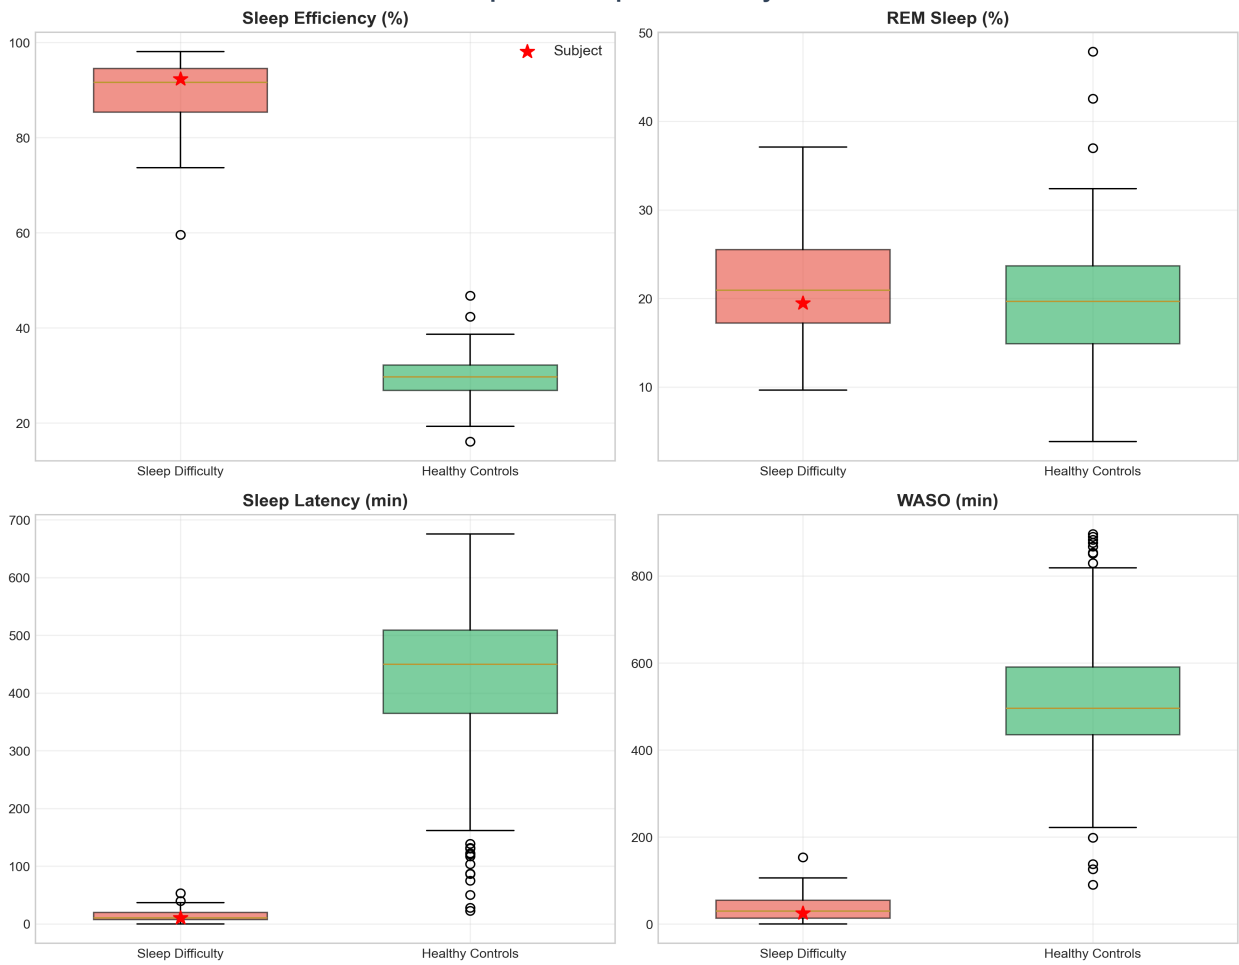 Sleep Efficiency (%)
100
80
60
40
20
Subject
Sleep Difficulty
Healthy Controls
REM Sleep (%)
50
40
30
20
10
Sleep Difficulty
Healthy Controls
Sleep Latency (min)
700
600
500
400
300
200
100
0
Sleep Difficulty
Healthy Controls
WASO (min)
800
600
400
200
0
Sleep Difficulty
Healthy Controls